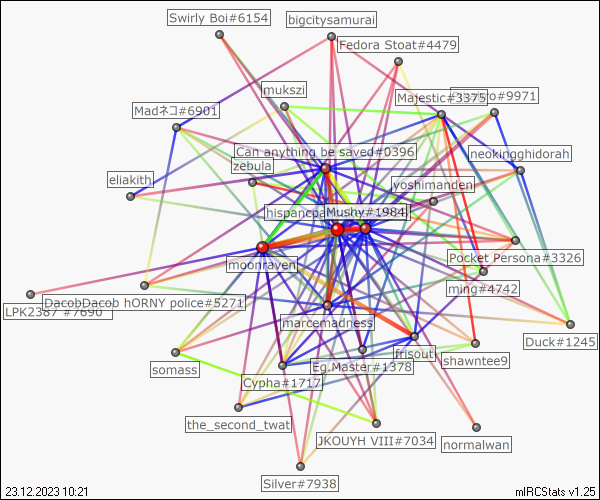 Swirly Boi#6154
bigcitysamurai
Fedora Stoat#4479
mukszi
Majestic#3375
o#9971
Madネコ#6901
Can anything be saved#0396
neokingghidorah
zebula
eliakith
yoshimanden
hispancpa
Mushy#1984
moonraven
Pocket Persona#3326
ming#4742
DacobDacob hORNY police#5271
LPK2387 #7690
marcemadness
Duck#1245
frisout
shawntee9
somass
Eg.Master#1378
Cypha#1717
the_second_twat
JKOUYH VIII#7034
normalwan
Silver#7938
23.12.2023 10:21
mIRCStats v1.25